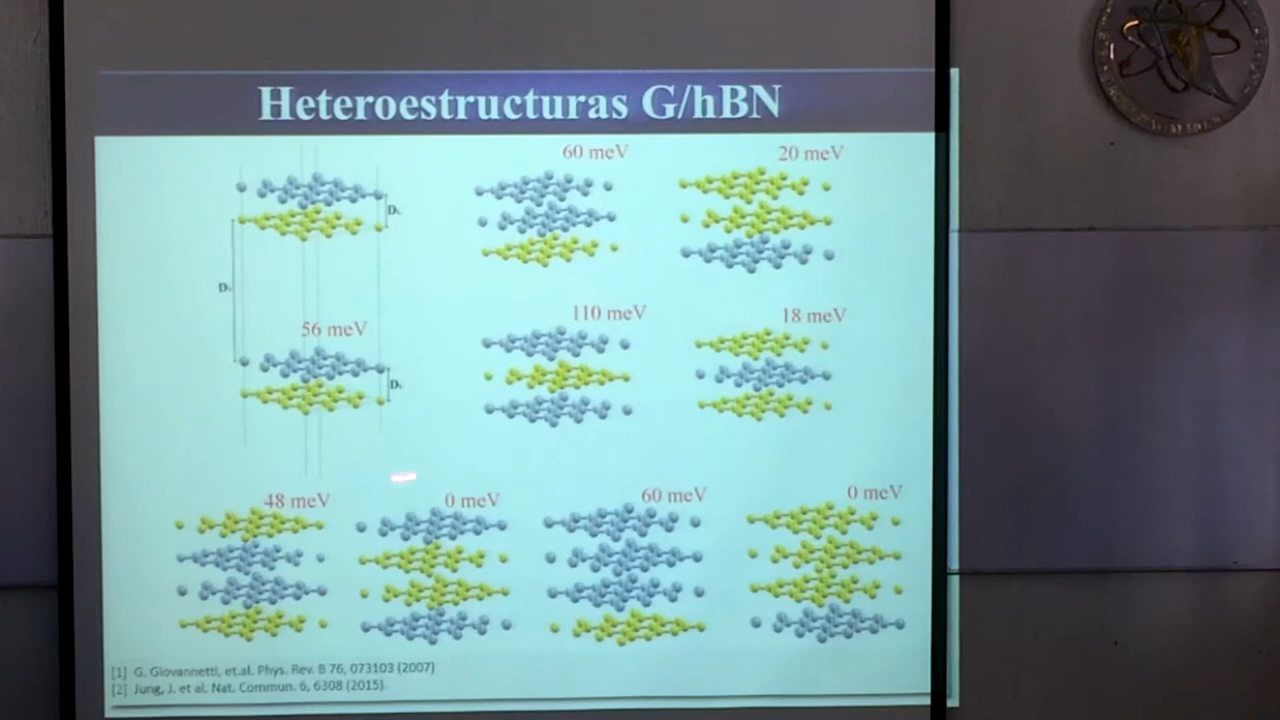 Heteroestructuras G/hBN
60 meV
20 meV
56 meV
110 meV
18 meV
48 meV
0 meV
60 meV
0 meV
[1] G. Giovannetti, et.al. Phys. Rev. B 76, 073103 (2007)
[2] Jung, J. et al. Nat. Commun. 6, 6308 (2015).